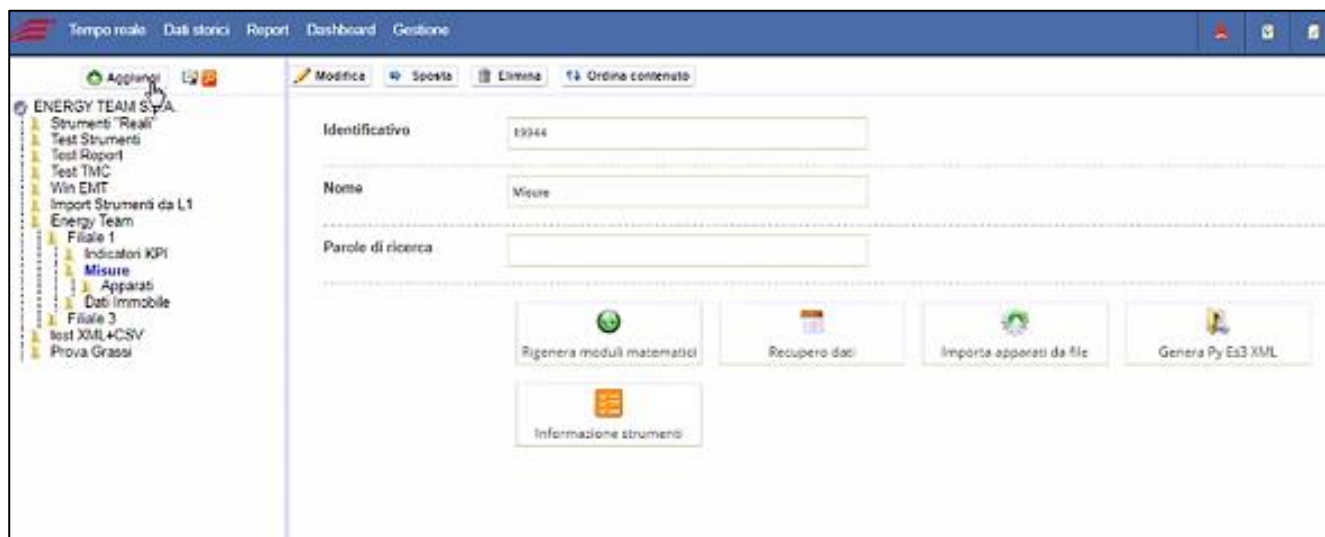 Tempo reale Dati storici Report Dashboard Gestione
Aggiungi
Modifica Sposta Elimina Ordina contenuto
ENERGY TEAM S.P.A.
Strumenti "Reali"
Test Strumenti
Test Report
Test TMC
Win EMT
Import Strumenti da L1
Energy Team
Filiale 1
Indicatori KPI
Misure
Apparati
Dati Immobile
Filiale 3
test XML+CSV
Prova Grassi
Identificativo 19944
Nome Misure
Parole di ricerca
Rigenera moduli matematici Recupero dati Importa apparati da file Genera Py Es3 XML
Informazione strumenti